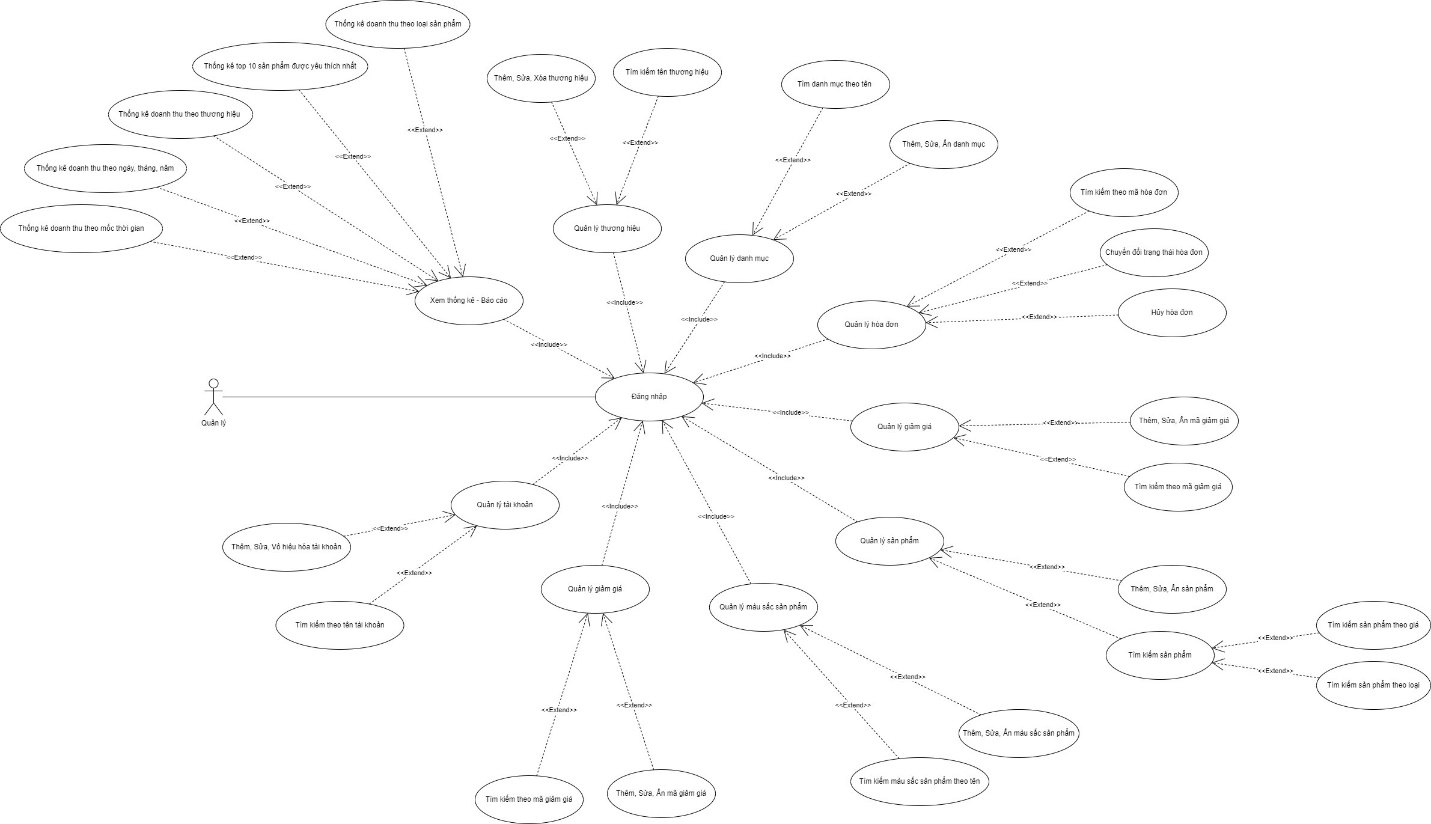 Thống kê doanh thu theo loại sản phẩm
Thống kê top 10 sản phẩm được yêu thích nhất
Thêm, Sửa, Xóa thương hiệu
Tìm kiếm tên thương hiệu
Tìm danh mục theo tên
Thống kê doanh thu theo thương hiệu
<<Extend>>
<<Extend>>
<<Extend>>
Thêm, Sửa, Ẩn danh mục
<<Extend>>
<<Extend>>
Thống kê doanh thu theo ngày, tháng, năm
<<Extend>>
<<Extend>>
Tìm kiếm theo mã hóa đơn
<<Extend>>
Thống kê doanh thu theo mốc thời gian
Quản lý thương hiệu
<<Extend>>
Chuyển đổi trạng thái hóa đơn
<<Extend>>
Quản lý danh mục
<<Extend>>
Xem thống kê - Báo cáo
<<Include>>
Hủy hóa đơn
<<Extend>>
<<Include>>
Quản lý hóa đơn
<<Include>>
<<Include>>
Đăng nhập
Quản lý
<<Include>>
Quản lý giảm giá
<<Extend>>
Thêm, Sửa, Ẩn mã giảm giá
<<Include>>
<<Extend>>
<<Include>>
Tìm kiếm theo mã giảm giá
Quản lý tài khoản
<<Include>>
<<Include>>
<<Extend>>
Quản lý sản phẩm
Thêm, Sửa, Vô hiệu hóa tài khoản
<<Extend>>
<<Extend>>
Quản lý giảm giá
Thêm, Sửa, Ẩn sản phẩm
Quản lý màu sắc sản phẩm
<<Extend>>
Tìm kiếm theo tên tài khoản
Tìm kiếm sản phẩm theo giá
<<Extend>>
Tìm kiếm sản phẩm
<<Extend>>
<<Extend>>
Tìm kiếm sản phẩm theo loại
<<Extend>>
<<Extend>>
<<Extend>>
Thêm, Sửa, Ẩn màu sắc sản phẩm
Tìm kiếm màu sắc sản phẩm theo tên
Tìm kiếm theo mã giảm giá
Thêm, Sửa, Ẩn mã giảm giá